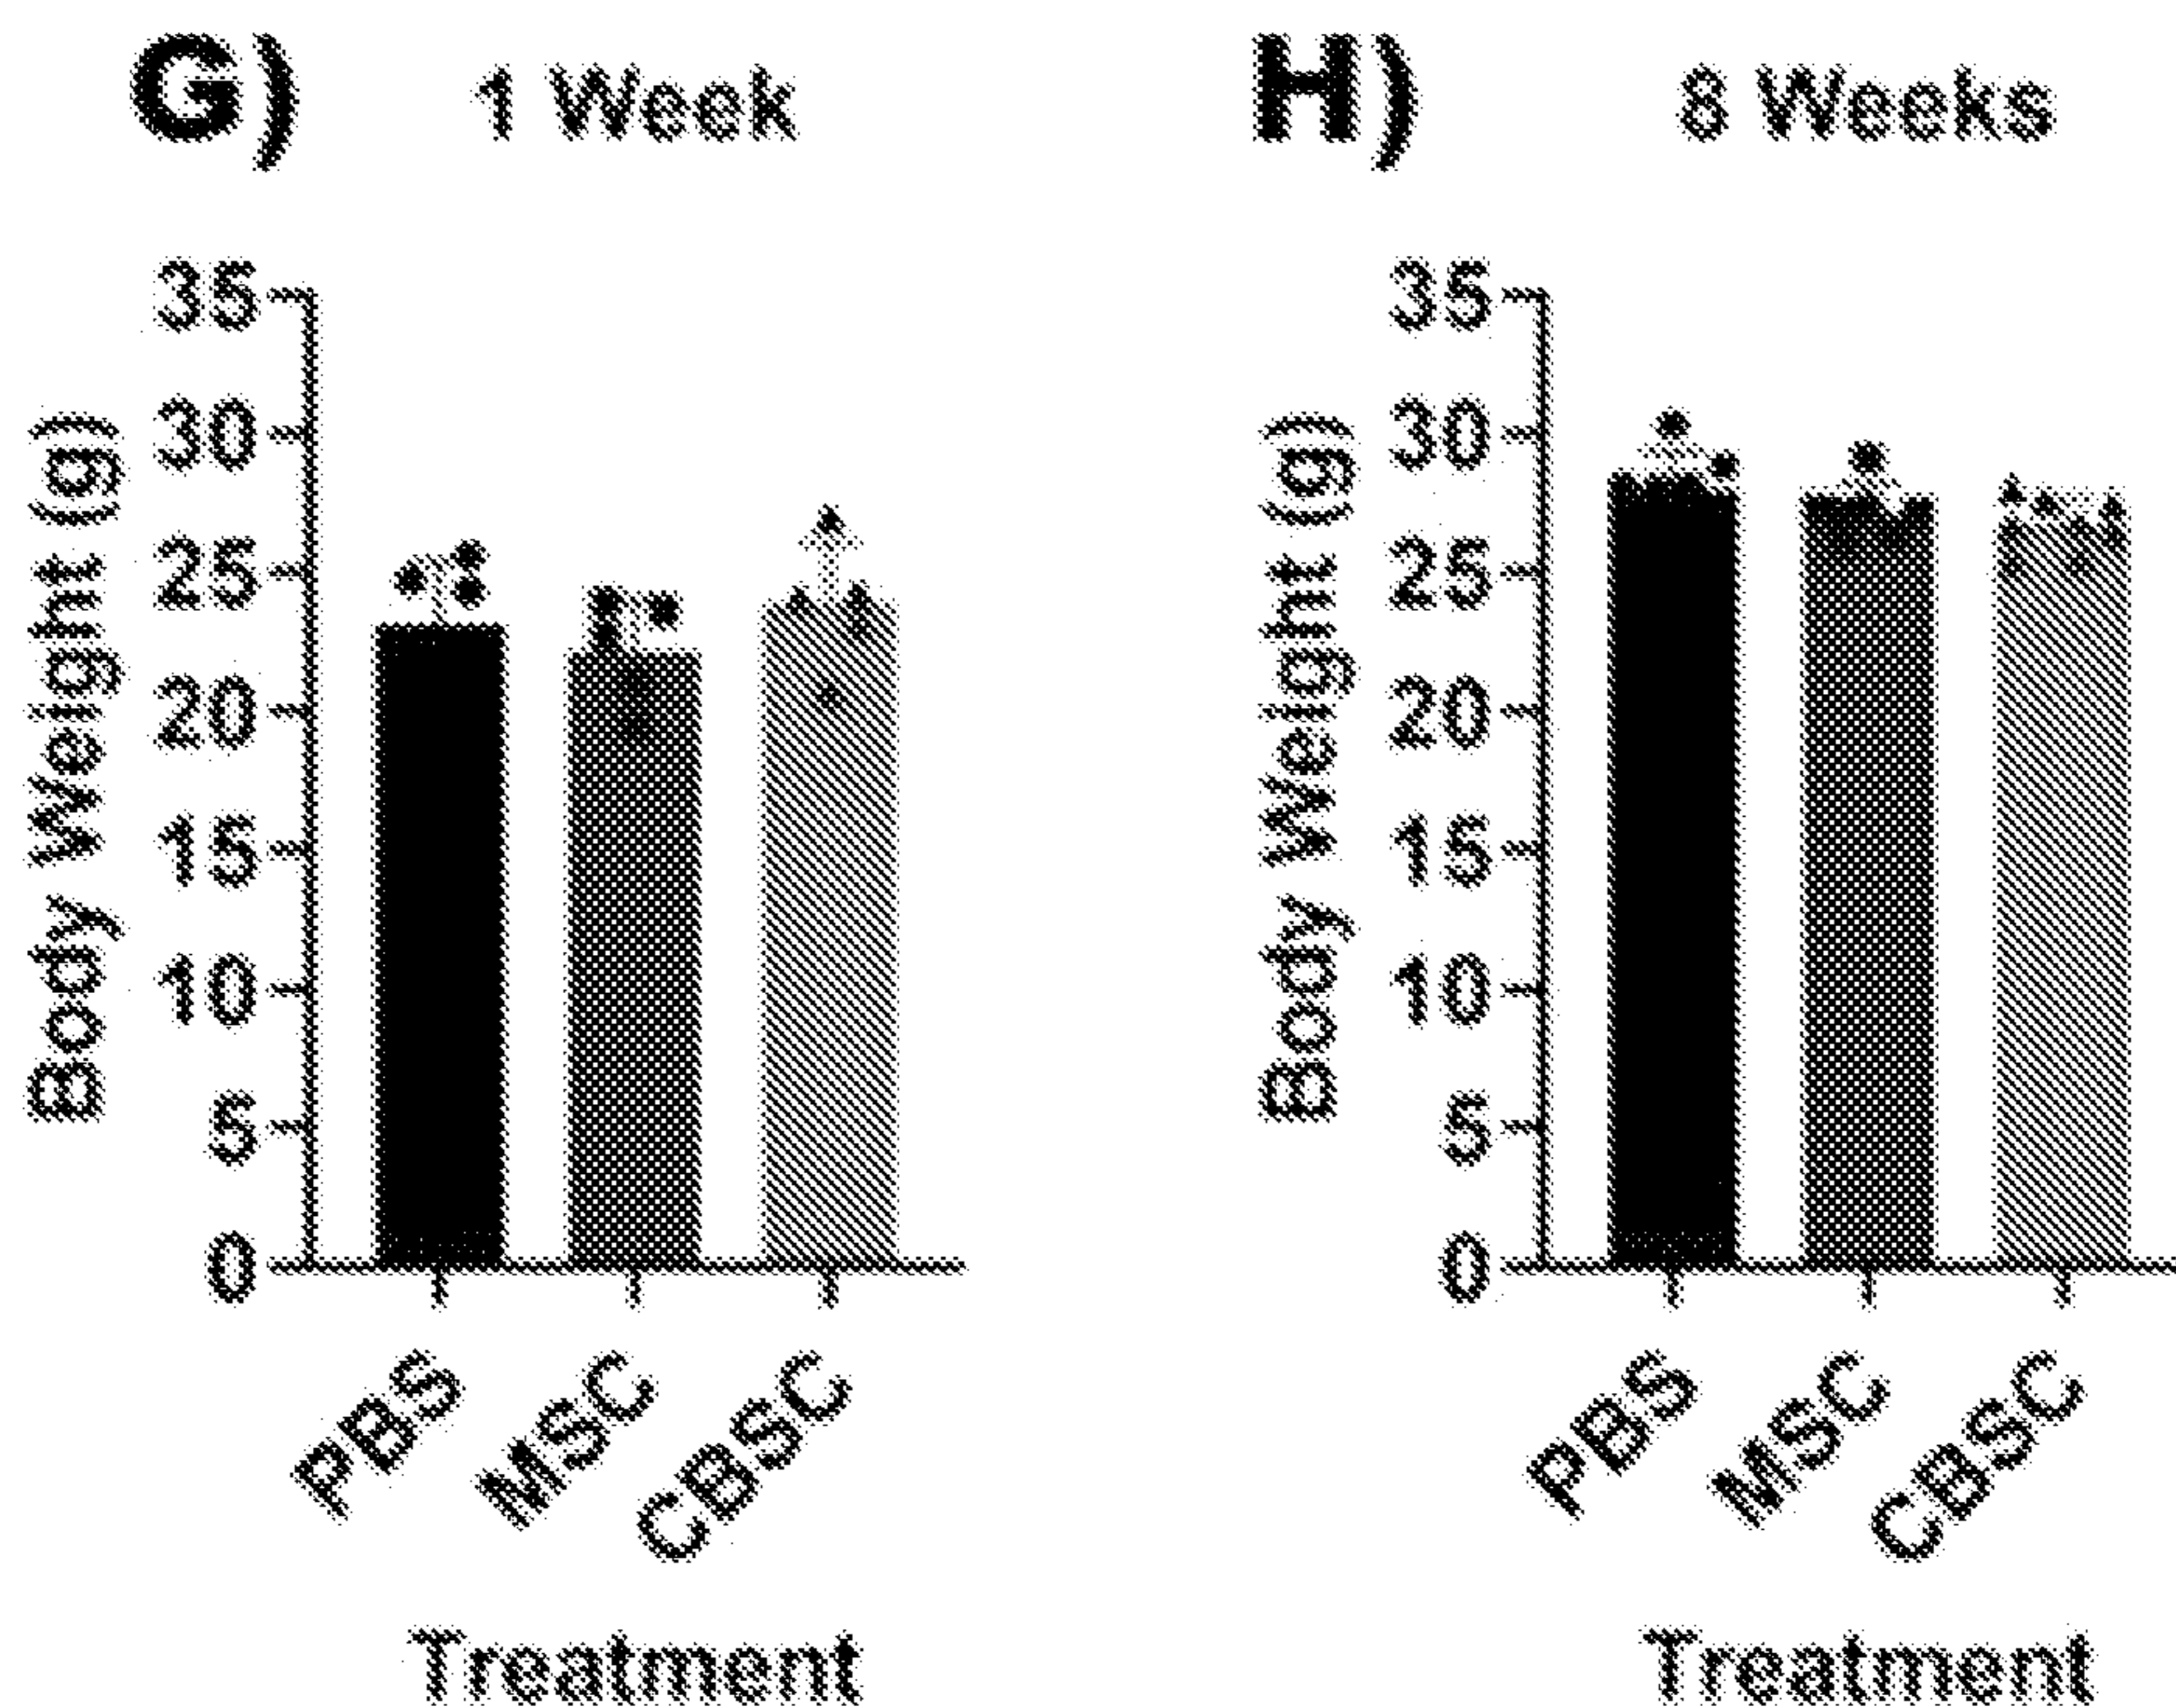 G) 1 Week
Body Weight (g)
35
30
25
20
15
10
5
0
PBS
MSC
CBSC
Treatment
H) 8 Weeks
Body Weight (g)
35
30
25
20
15
10
5
0
PBS
MSC
CBSC
Treatment